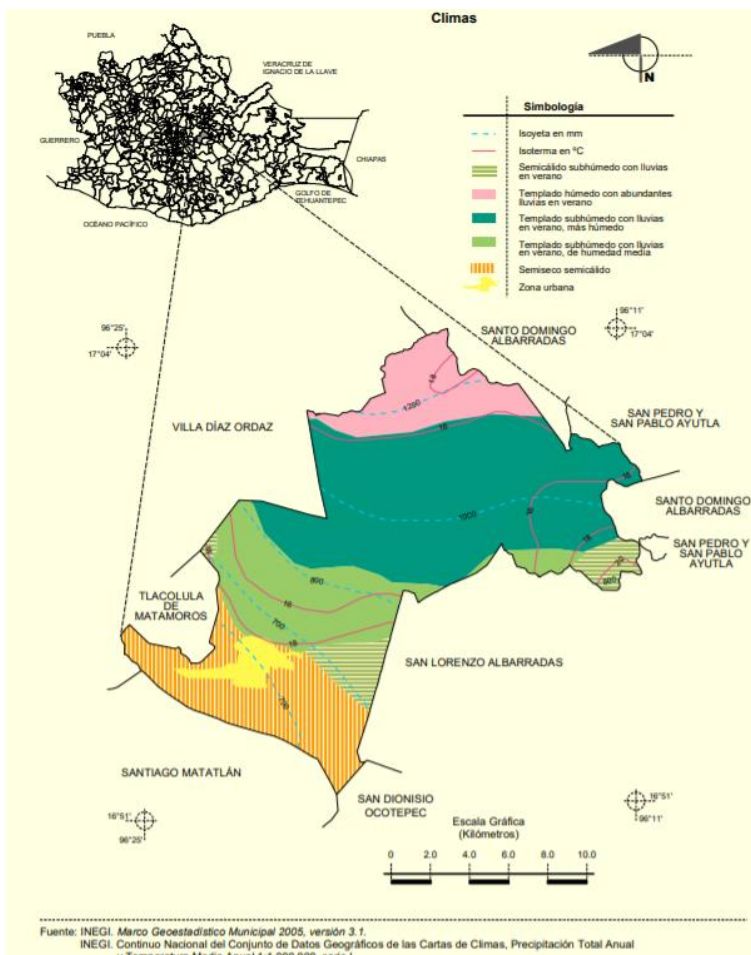 Climas
PUEBLA
VERACRUZ DE
IGNACIO DE LA LLAVE
GUERRERO
CHIAPAS
GOLFO DE
TEHUANTEPEC
OCÉANO PACÍFICO
N
Simbología
Isoyeta en mm
Isoterma en °C
Semicálido subhúmedo con lluvias
en verano
Templado húmedo con abundantes
lluvias en verano
Templado subhúmedo con lluvias
en verano, más húmedo
Templado subhúmedo con lluvias
en verano, de humedad media
Semiseco semicálido
Zona urbana
96°25'
17°04'
96°11'
17°04'
SANTO DOMINGO
ALBARRADAS
VILLA DÍAZ ORDAZ
SAN PEDRO Y
SAN PABLO AYUTLA
SANTO DOMINGO
ALBARRADAS
SAN PEDRO Y
SAN PABLO
AYUTLA
1200
18
1000
16
18
20
800
800
16
700
18
700
TLACOLULA
DE
MATAMOROS
SAN LORENZO ALBARRADAS
SANTIAGO MATATLÁN
SAN DIONISIO
OCOTEPEC
16°51'
96°25'
16°51'
96°11'
Escala Gráfica
(Kilómetros)
0 2.0 4.0 6.0 8.0 10.0
Fuente: INEGI. Marco Geoestadístico Municipal 2005, versión 3.1.
INEGI. Continuo Nacional del Conjunto de Datos Geográficos de las Cartas de Climas, Precipitación Total Anual